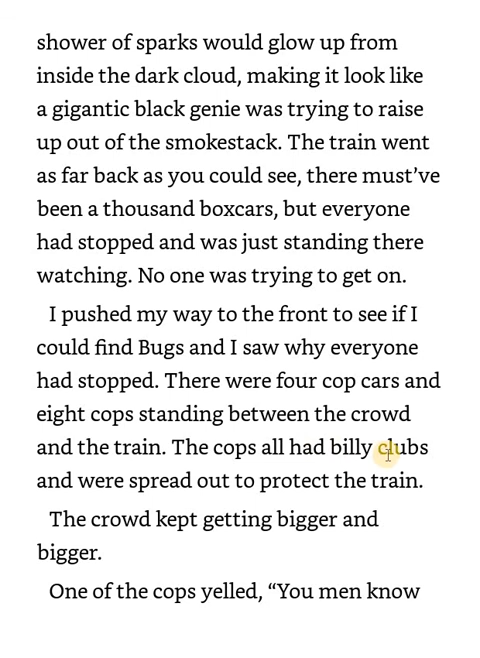 shower of sparks would glow up from
inside the dark cloud, making it look like
a gigantic black genie was trying to raise
up out of the smokestack. The train went
as far back as you could see, there must’ve
been a thousand boxcars, but everyone
had stopped and was just standing there
watching. No one was trying to get on.
I pushed my way to the front to see if I
could find Bugs and I saw why everyone
had stopped. There were four cop cars and
eight cops standing between the crowd
and the train. The cops all had billy clubs
and were spread out to protect the train.
The crowd kept getting bigger and
bigger.
One of the cops yelled, “You men know